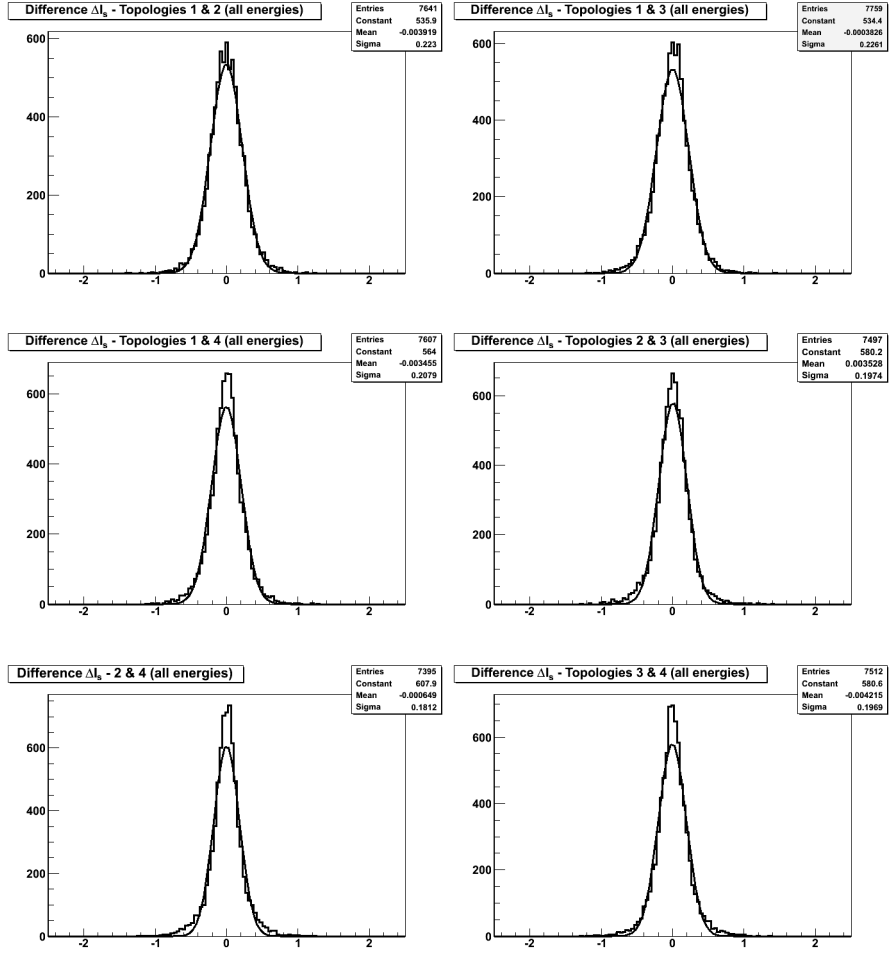 Difference ΔIs - Topologies 1 & 2 (all energies)
Entries 7641
Constant 535.9
Mean -0.003919
Sigma 0.223
600
400
200
0
-2 -1 0 1 2
Difference ΔIs - Topologies 1 & 3 (all energies)
Entries 7759
Constant 534.4
Mean -0.0003826
Sigma 0.2261
600
400
200
0
-2 -1 0 1 2
Difference ΔIs - Topologies 1 & 4 (all energies)
Entries 7607
Constant 564
Mean -0.003455
Sigma 0.2079
600
400
200
0
-2 -1 0 1 2
Difference ΔIs - Topologies 2 & 3 (all energies)
Entries 7497
Constant 580.2
Mean 0.003528
Sigma 0.1974
600
400
200
0
-2 -1 0 1 2
Difference ΔIs - 2 & 4 (all energies)
Entries 7395
Constant 607.9
Mean -0.000649
Sigma 0.1812
600
400
200
0
-2 -1 0 1 2
Difference ΔIs - Topologies 3 & 4 (all energies)
Entries 7512
Constant 580.6
Mean -0.004215
Sigma 0.1969
600
400
200
0
-2 -1 0 1 2